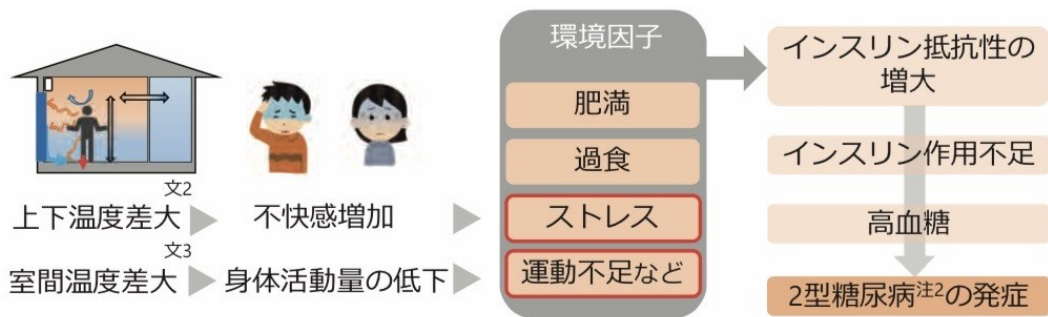 環境因子
肥満
過食
ストレス
運動不足など
文2
上下温度差大
不快感増加
文3
室間温度差大
身体活動量の低下
インスリン抵抗性の
増大
インスリン作用不足
高血糖
2型糖尿病注2の発症